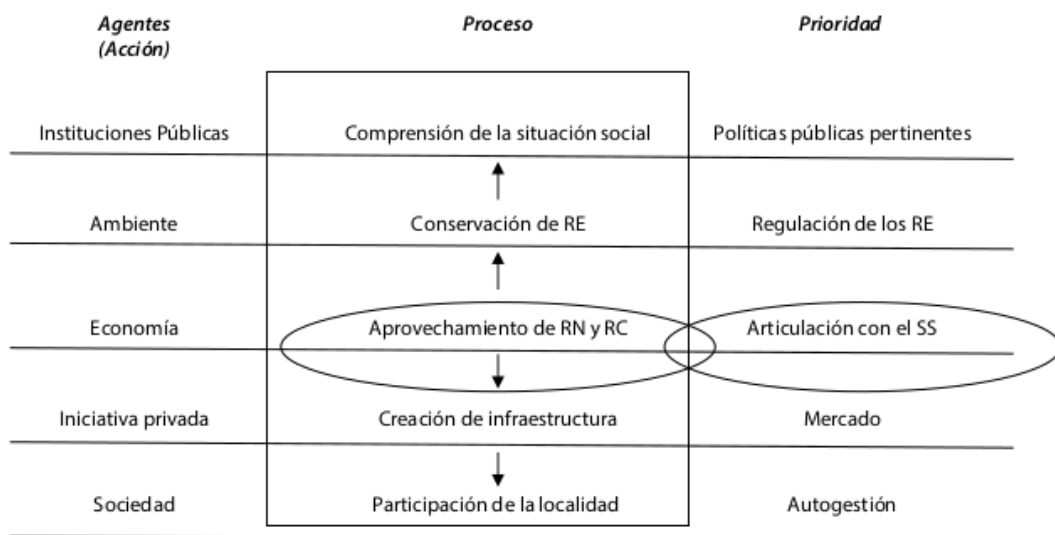 Agentes Proceso Prioridad
(Acción)
Instituciones Públicas Comprensión de la situación social Políticas públicas pertinentes
Ambiente Conservación de RE Regulación de los RE
Economía Aprovechamiento de RN y RC Articulación con el SS
Iniciativa privada Creación de infraestructura Mercado
Sociedad Participación de la localidad Autogestión